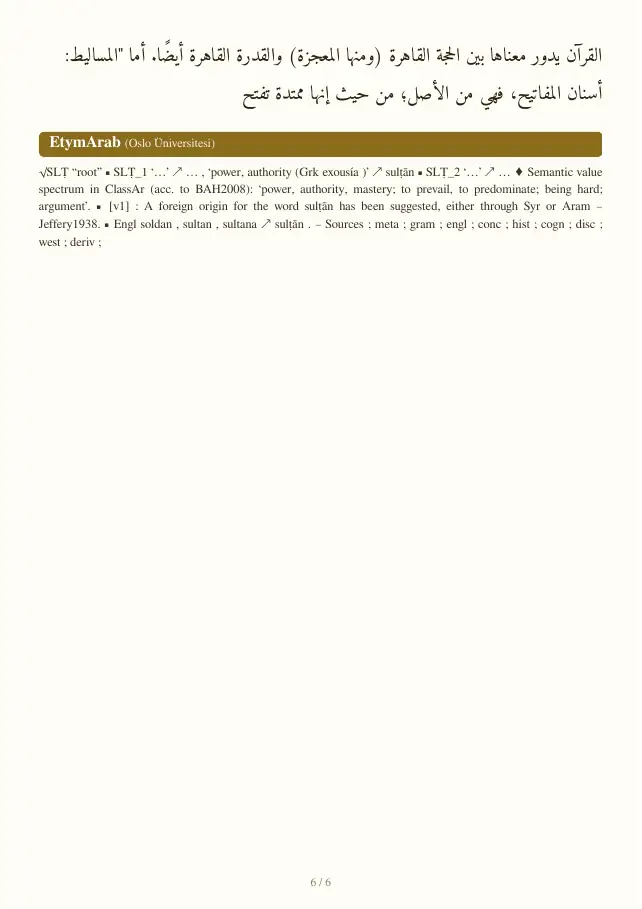 القرآن يدور معناها بين الحجة القاهرة (ومنها المعجزة) والقدرة القاهرة أيضًا. أما "المساليط:
أسنان المفاتيح، فهي من الأصل؛ من حيث إنها ممتدة تفتح
EtymArab (Oslo Üniversitesi)
√SLṬ “root” ▪ SLṬ_1 ‘…’ ↗ … , ‘power, authority (Grk exousía )’ ↗ sulṭān ▪ SLṬ_2 ‘…’ ↗ … ♦ Semantic value
spectrum in ClassAr (acc. to BAH2008): ‘power, authority, mastery; to prevail, to predominate; being hard;
argument’. ▪ [v1] : A foreign origin for the word sulṭān has been suggested, either through Syr or Aram –
Jeffery1938. ▪ Engl soldan , sultan , sultana ↗ sulṭān . – Sources ; meta ; gram ; engl ; conc ; hist ; cogn ; disc ;
west ; deriv ;
6 / 6